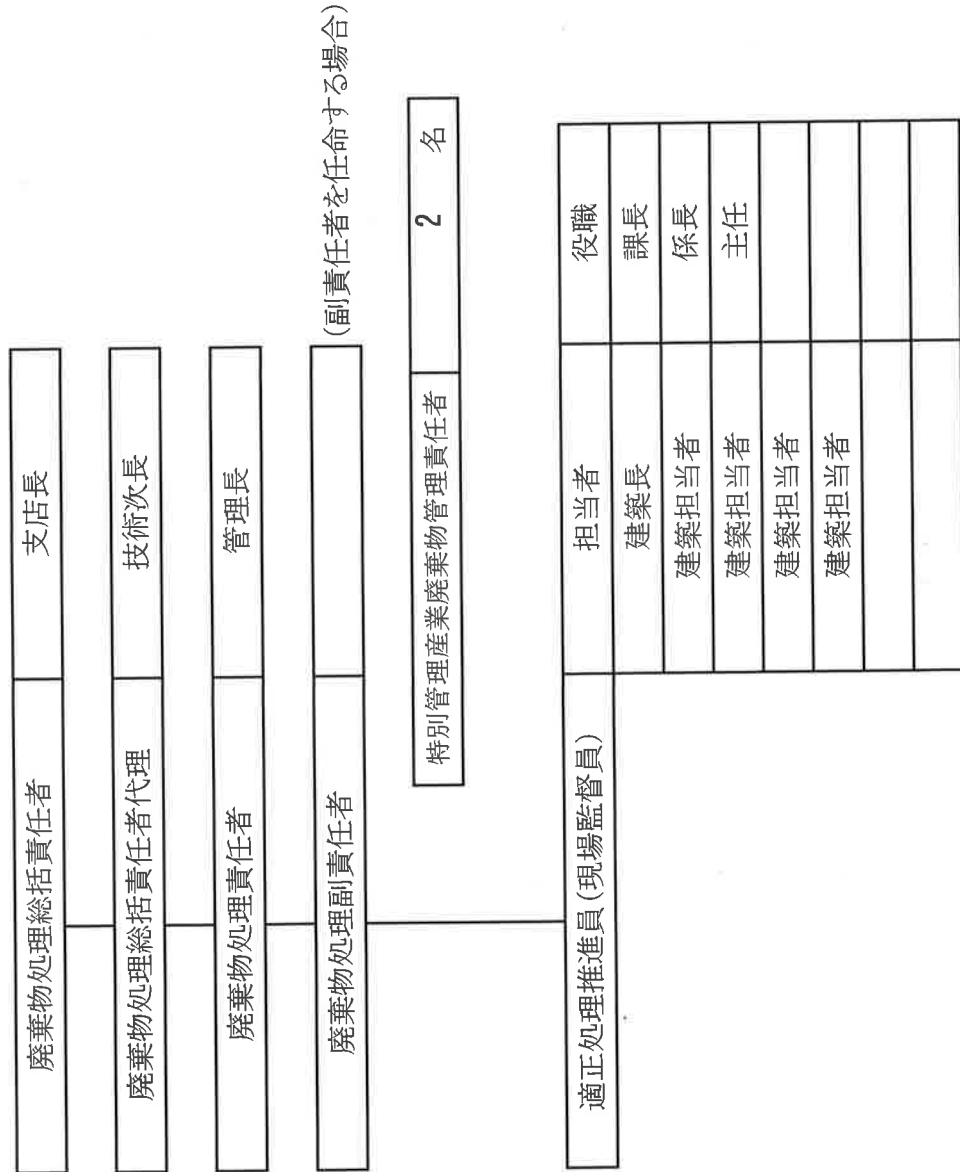 廃棄物処理総括責任者 支店長
廃棄物処理総括責任者代理 技術次長
廃棄物処理責任者 管理長
廃棄物処理副責任者 (副責任者を任命する場合)
特別管理産業廃棄物管理責任者 2 名
適正処理推進員(現場監督員) 担当者 役職
建築長 課長
建築担当者 係長
建築担当者 主任
建築担当者
建築担当者